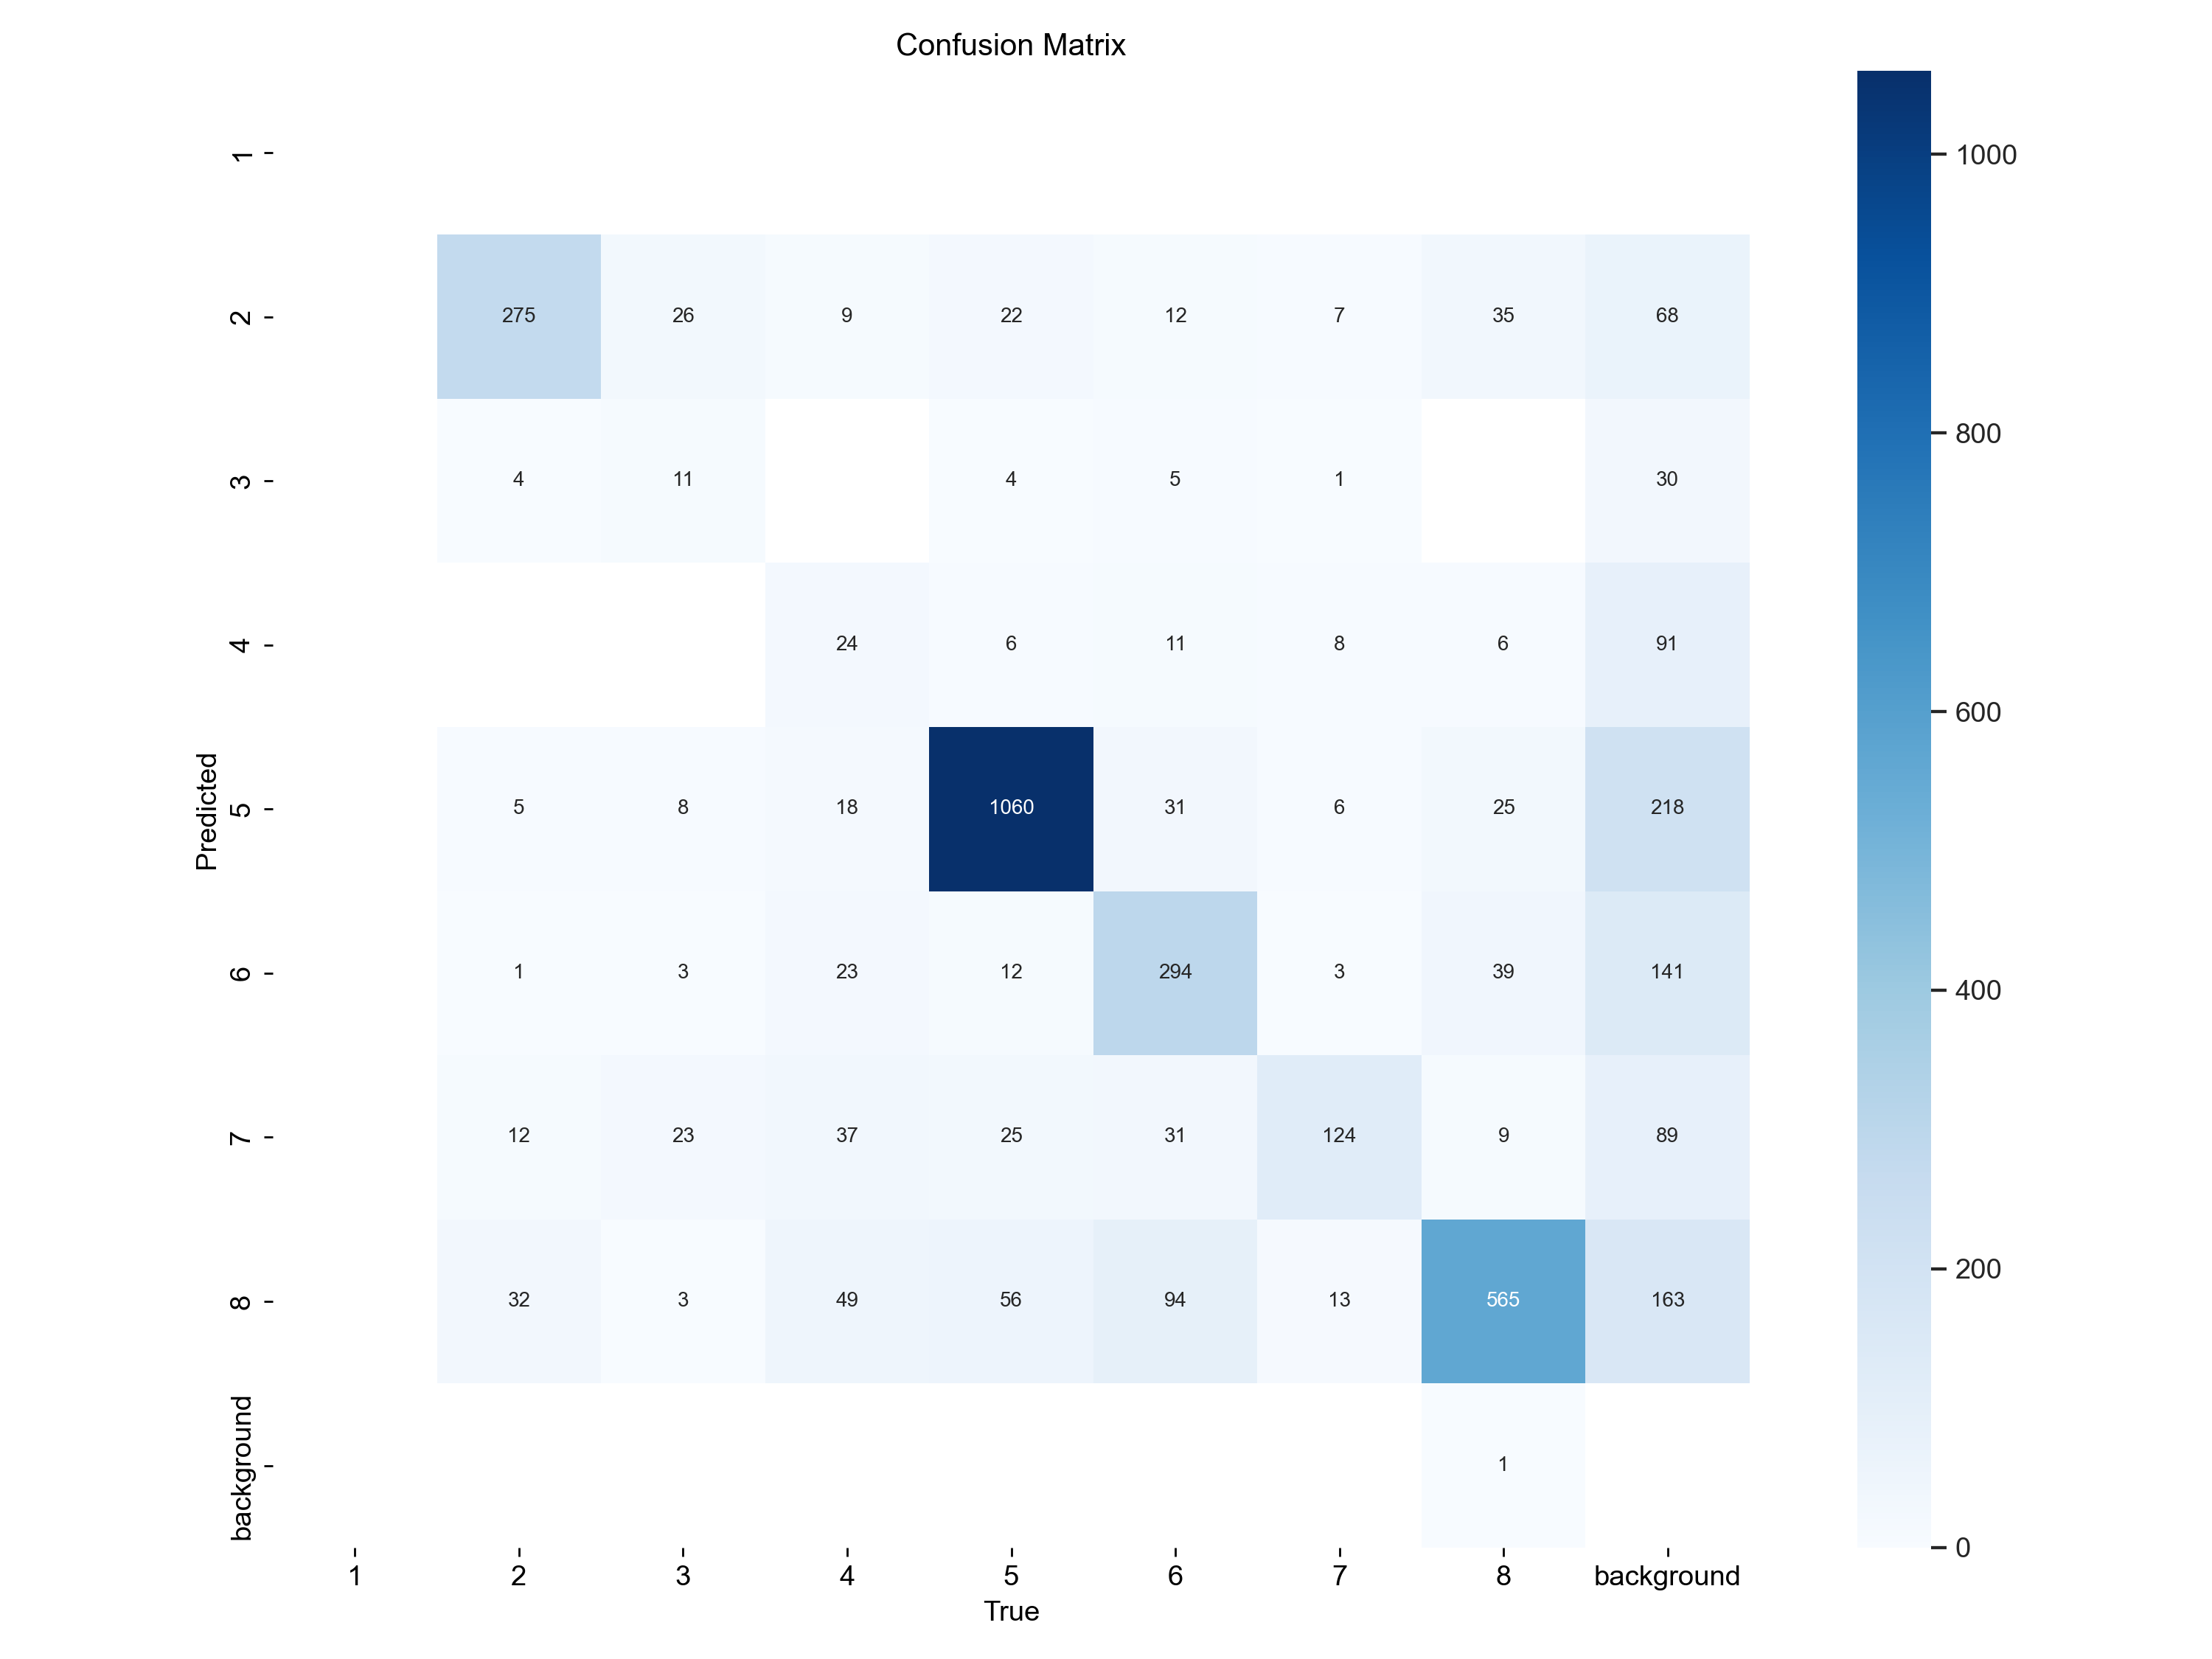 Confusion Matrix
1
2 275 26 9 22 12 7 35 68
3 4 11 4 5 1 30
4 24 6 11 8 6 91
5 5 8 18 1060 31 6 25 218
6 1 3 23 12 294 3 39 141
7 12 23 37 25 31 124 9 89
8 32 3 49 56 94 13 565 163
background 1
Predicted
1 2 3 4 5 6 7 8 background
True
1000
800
600
400
200
0